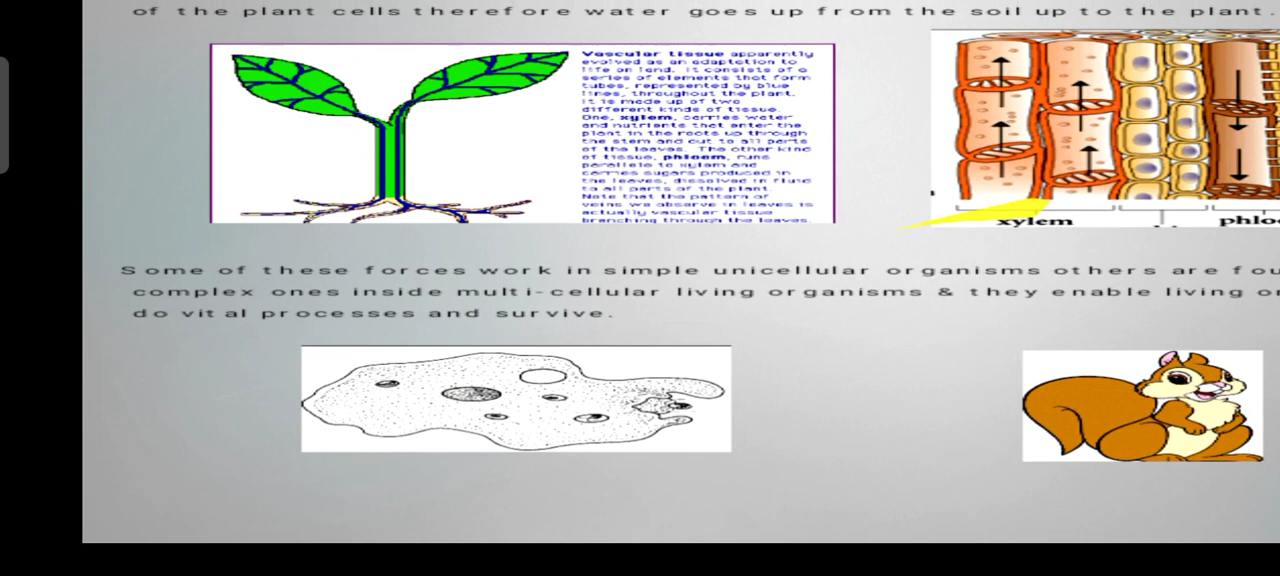 of the plant cells therefore water goes up from the soil up to the plant.
Vascular tissue apparently
evolved as an adaptation to
life on land. It consists of a
series of elements that form
tubes, represented by blue
lines, throughout the plant.
It is made up of two
different kinds of tissue.
One, xylem, carries water
and nutrients that enter the
plant in the roots up through
the stem and out to all parts
of the leaves. The other kind
of tissue, phloem, runs
parallele to xylem and
carries sugars produced in
the leaves, dissolved in fluid
to all parts of the plant.
Note that the pattern of
veins we observe in leaves is
actually vascular tissue
branching through the leaves.
xylem
phlo
Some of these forces work in simple unicellular organisms others are fou
complex ones inside multi-cellular living organisms & they enable living or
do vital processes and survive.